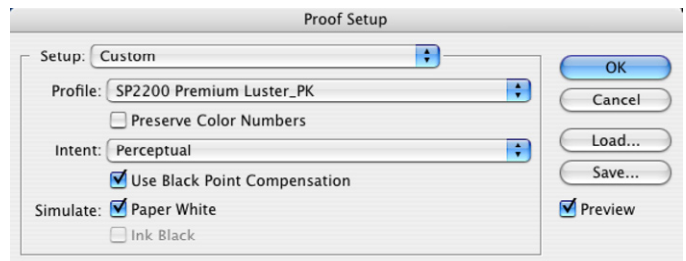 Proof Setup
Setup: Custom
Profile: SP2200 Premium Luster_PK
Preserve Color Numbers
Intent: Perceptual
Use Black Point Compensation
Simulate: Paper White
Ink Black
OK
Cancel
Load...
Save...
Preview